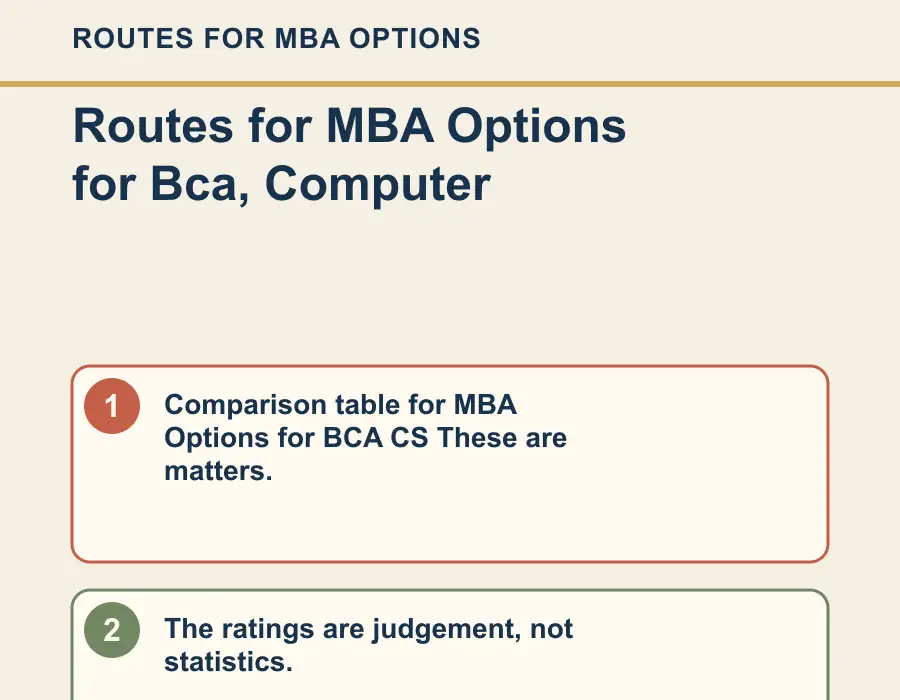 ROUTES FOR MBA OPTIONS
Routes for MBA Options
for Bca, Computer
1
Comparison table for MBA
Options for BCA CS These are
matters.
2
The ratings are judgement, not
statistics.